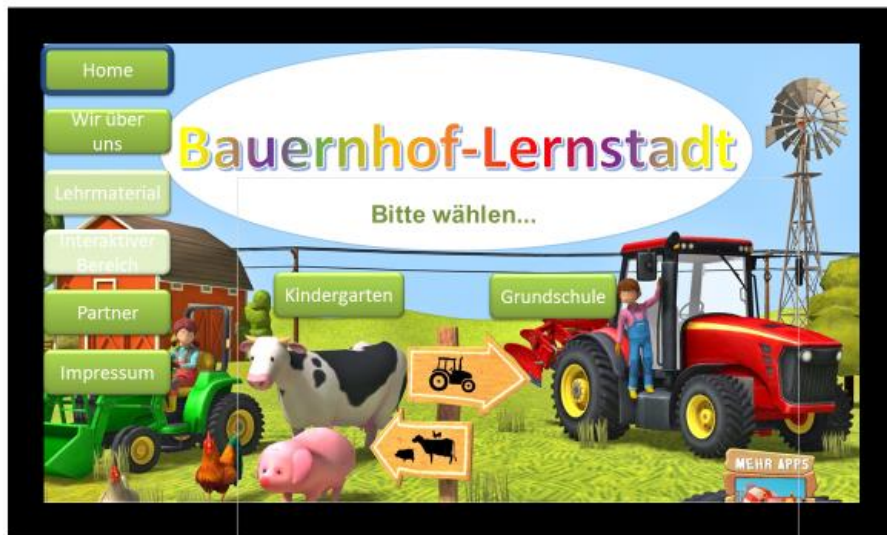 Home
Wir über
uns
Lehrmaterial
Interaktiver
Bereich
Partner
Impressum
Bauernhof-Lernstadt
Bitte wählen...
Kindergarten
Grundschule
MEHR APPS